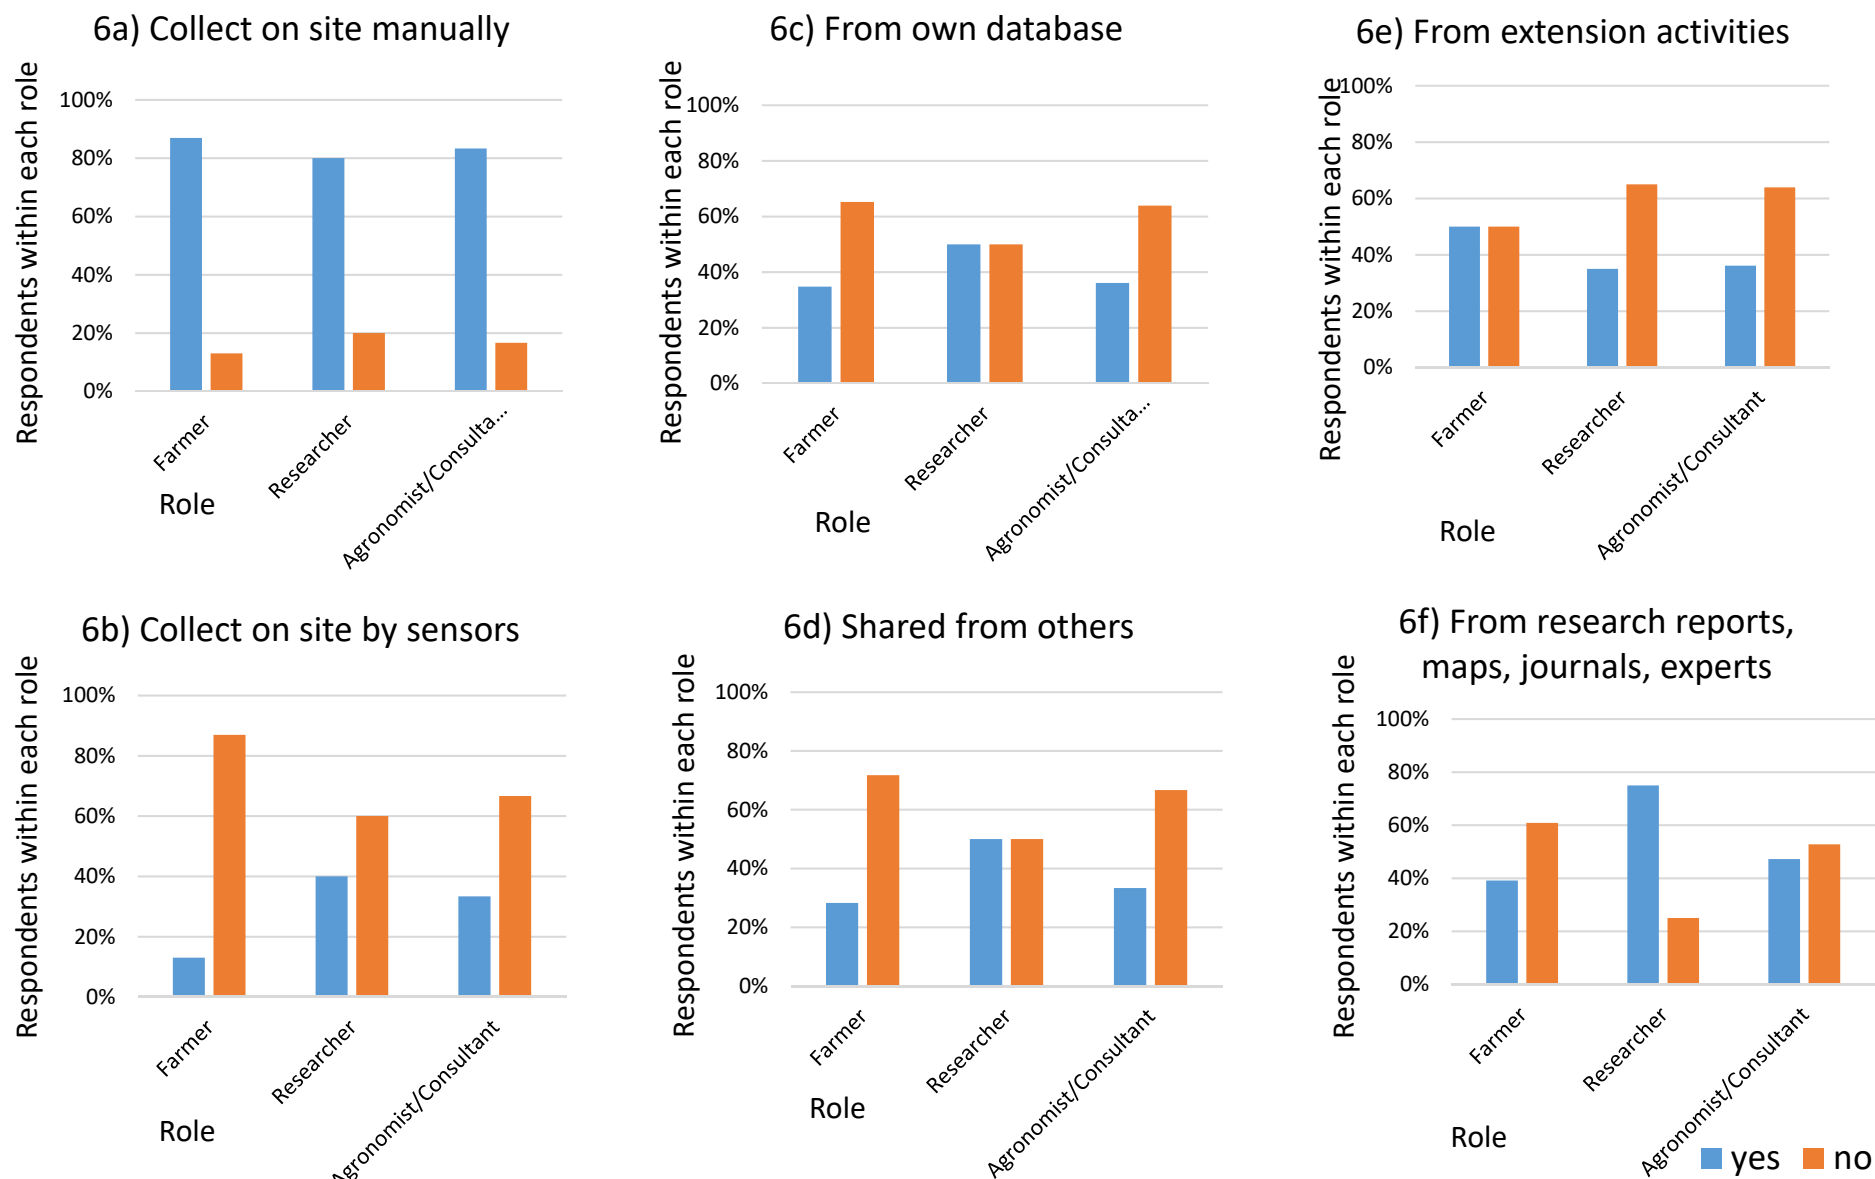 6a) Collect on site manually
Respondents within each role
100%
80%
60%
40%
20%
0%
Farmer
Researcher
Agronomist/Consulta...
Role
6c) From own database
Respondents within each role
100%
80%
60%
40%
20%
0%
Farmer
Researcher
Agronomist/Consulta...
Role
6e) From extension activities
Respondents within each role
100%
80%
60%
40%
20%
0%
Farmer
Researcher
Agronomist/Consultant
Role
6b) Collect on site by sensors
Respondents within each role
100%
80%
60%
40%
20%
0%
Farmer
Researcher
Agronomist/Consultant
Role
6d) Shared from others
Respondents within each role
100%
80%
60%
40%
20%
0%
Farmer
Researcher
Agronomist/Consultant
Role
6f) From research reports,
maps, journals, experts
Respondents within each role
100%
80%
60%
40%
20%
0%
Farmer
Researcher
Agronomist/Consultant
Role
yes no